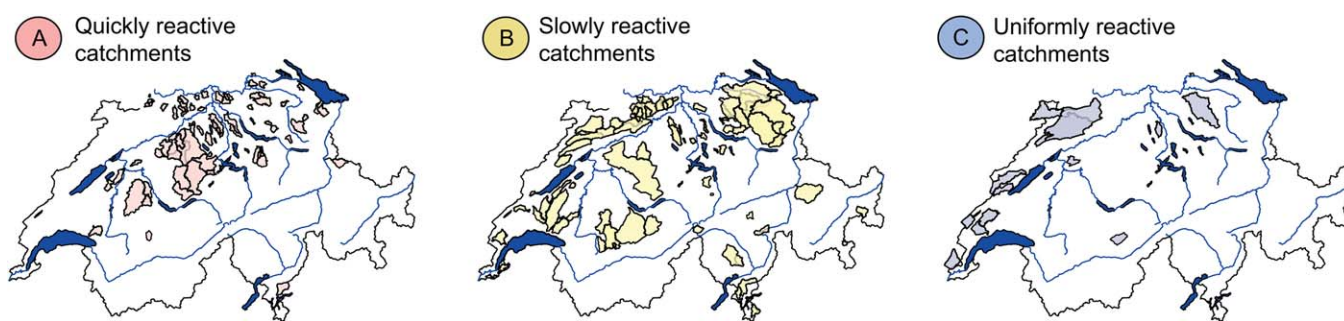 A
Quickly reactive
catchments
B
Slowly reactive
catchments
C
Uniformly reactive
catchments